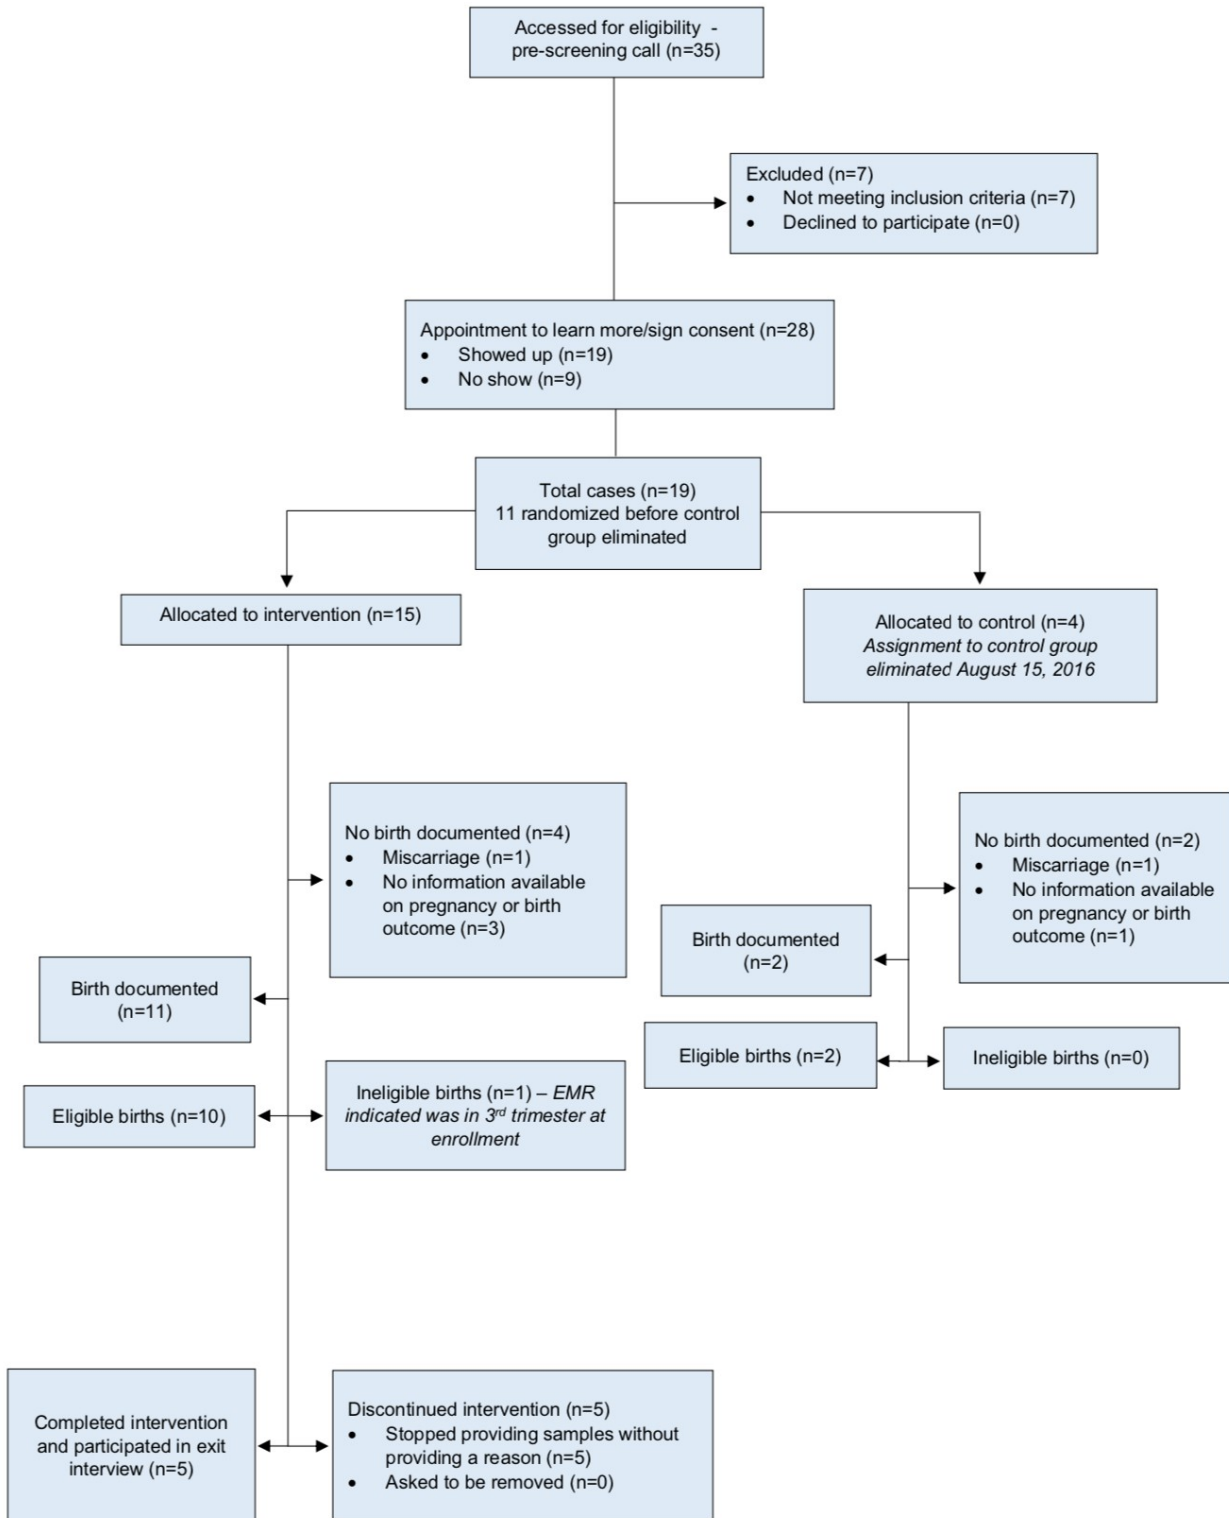 Accessed for eligibility -
pre-screening call (n=35)
Excluded (n=7)
• Not meeting inclusion criteria (n=7)
• Declined to participate (n=0)
Appointment to learn more/sign consent (n=28)
• Showed up (n=19)
• No show (n=9)
Total cases (n=19)
11 randomized before control
group eliminated
Allocated to intervention (n=15)
Allocated to control (n=4)
Assignment to control group
eliminated August 15, 2016
No birth documented (n=4)
• Miscarriage (n=1)
• No information available
on pregnancy or birth
outcome (n=3)
No birth documented (n=2)
• Miscarriage (n=1)
• No information available
on pregnancy or birth
outcome (n=1)
Birth documented
(n=11)
Birth documented
(n=2)
Eligible births (n=10)
Ineligible births (n=1) – EMR
indicated was in 3rd trimester at
enrollment
Eligible births (n=2)
Ineligible births (n=0)
Completed intervention
and participated in exit
interview (n=5)
Discontinued intervention (n=5)
• Stopped providing samples without
providing a reason (n=5)
• Asked to be removed (n=0)